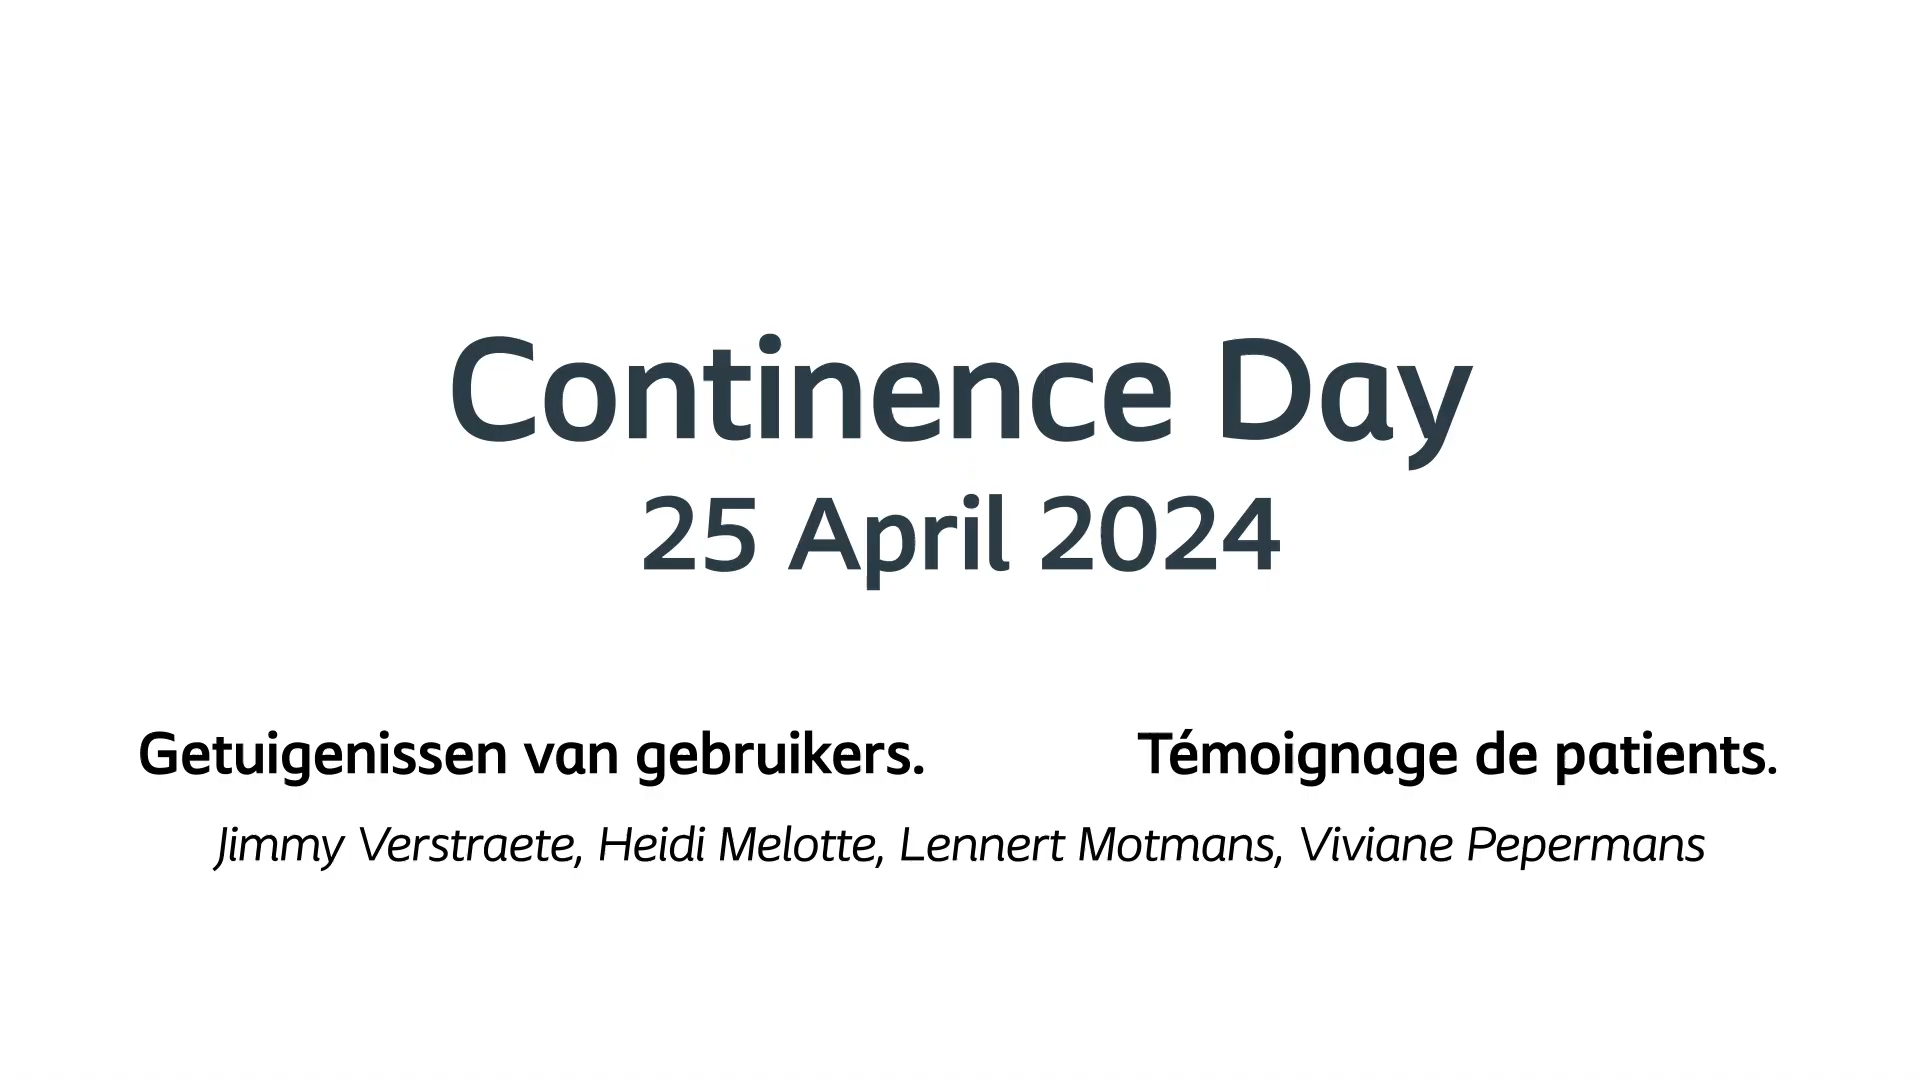 Continence Day
25 April 2024
Getuigenissen van gebruikers. Témoignage de patients.
Jimmy Verstraete, Heidi Melotte, Lennert Motmans, Viviane Pepermans